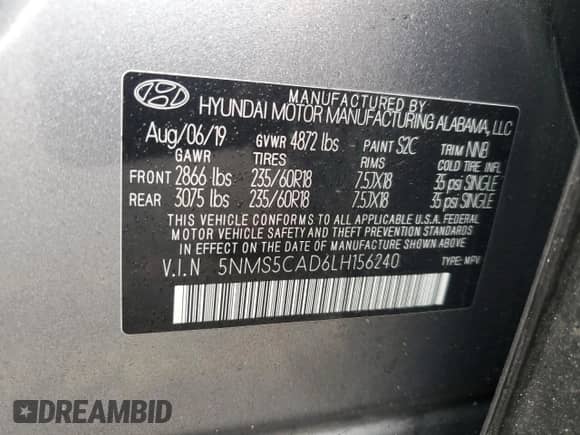 MANUFACTURED BY
HYUNDAI MOTOR MANUFACTURING ALABAMA, LLC
Aug/06/19 GVWR 4872 lbs PAINT S2C TRIM NNB
GAWR TIRES RIMS COLD TIRE INFL
FRONT 2866 lbs 235/60R18 7.5JX18 35 psi SINGLE
REAR 3075 lbs 235/60R18 7.5JX18 35 psi SINGLE
THIS VEHICLE CONFORMS TO ALL APPLICABLE U.S.A. FEDERAL
MOTOR VEHICLE SAFETY AND THEFT PREVENTION STANDARDS
IN EFFECT ON THE DATE OF MANUFACTURE SHOWN ABOVE.
V.I.N 5NMS5CAD6LH156240 TYPE: MPV
DREAMBID